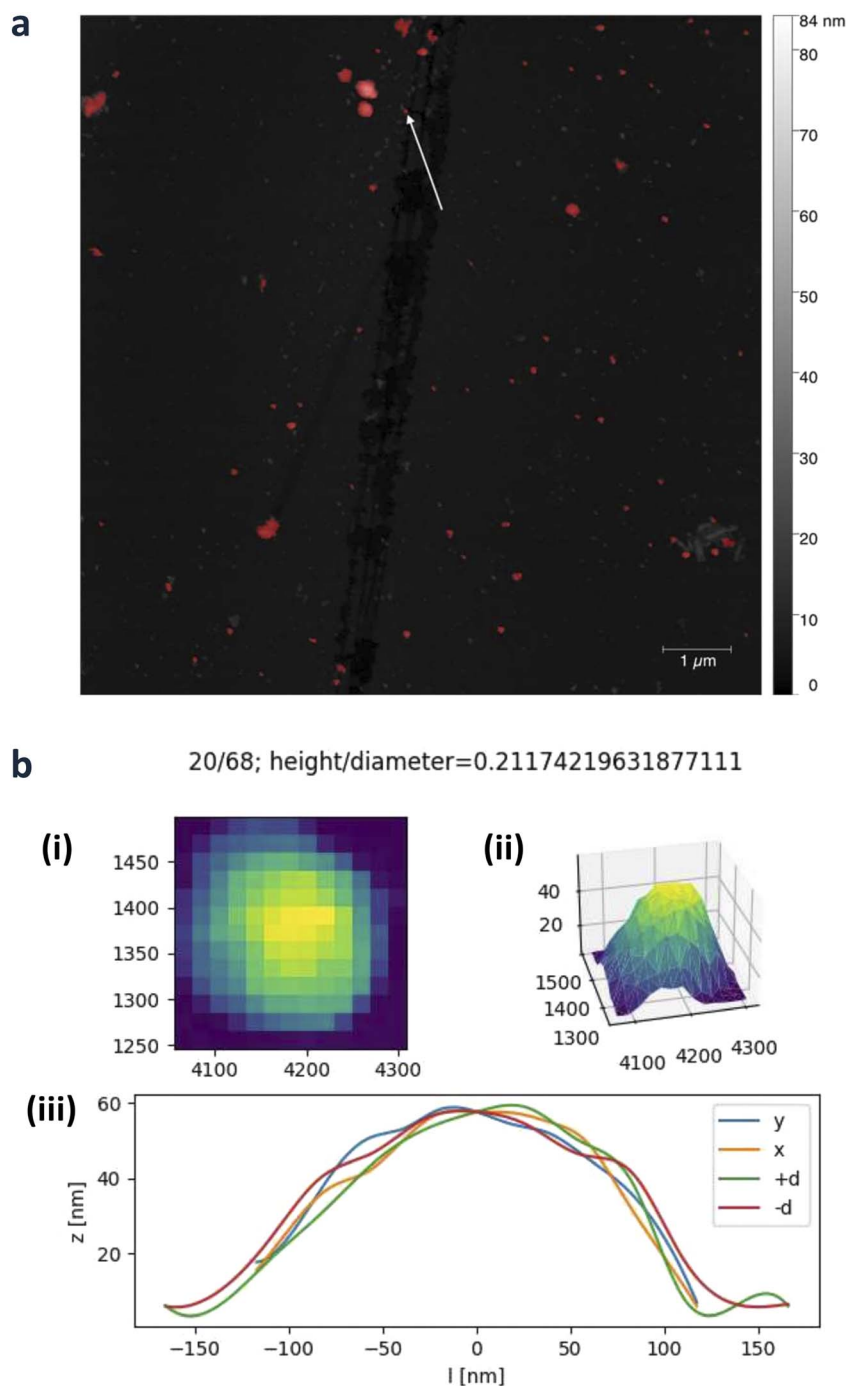 a
84 nm
80
70
60
50
40
30
20
10
0
1 µm
b
20/68; height/diameter=0.21174219631877111
(i)
1450
1400
1350
1300
1250
4100
4200
4300
(ii)
40
20
1500
1400
1300
4100
4200
4300
(iii)
60
40
20
z [nm]
y
x
+d
-d
−150
−100
−50
0
50
100
150
l [nm]